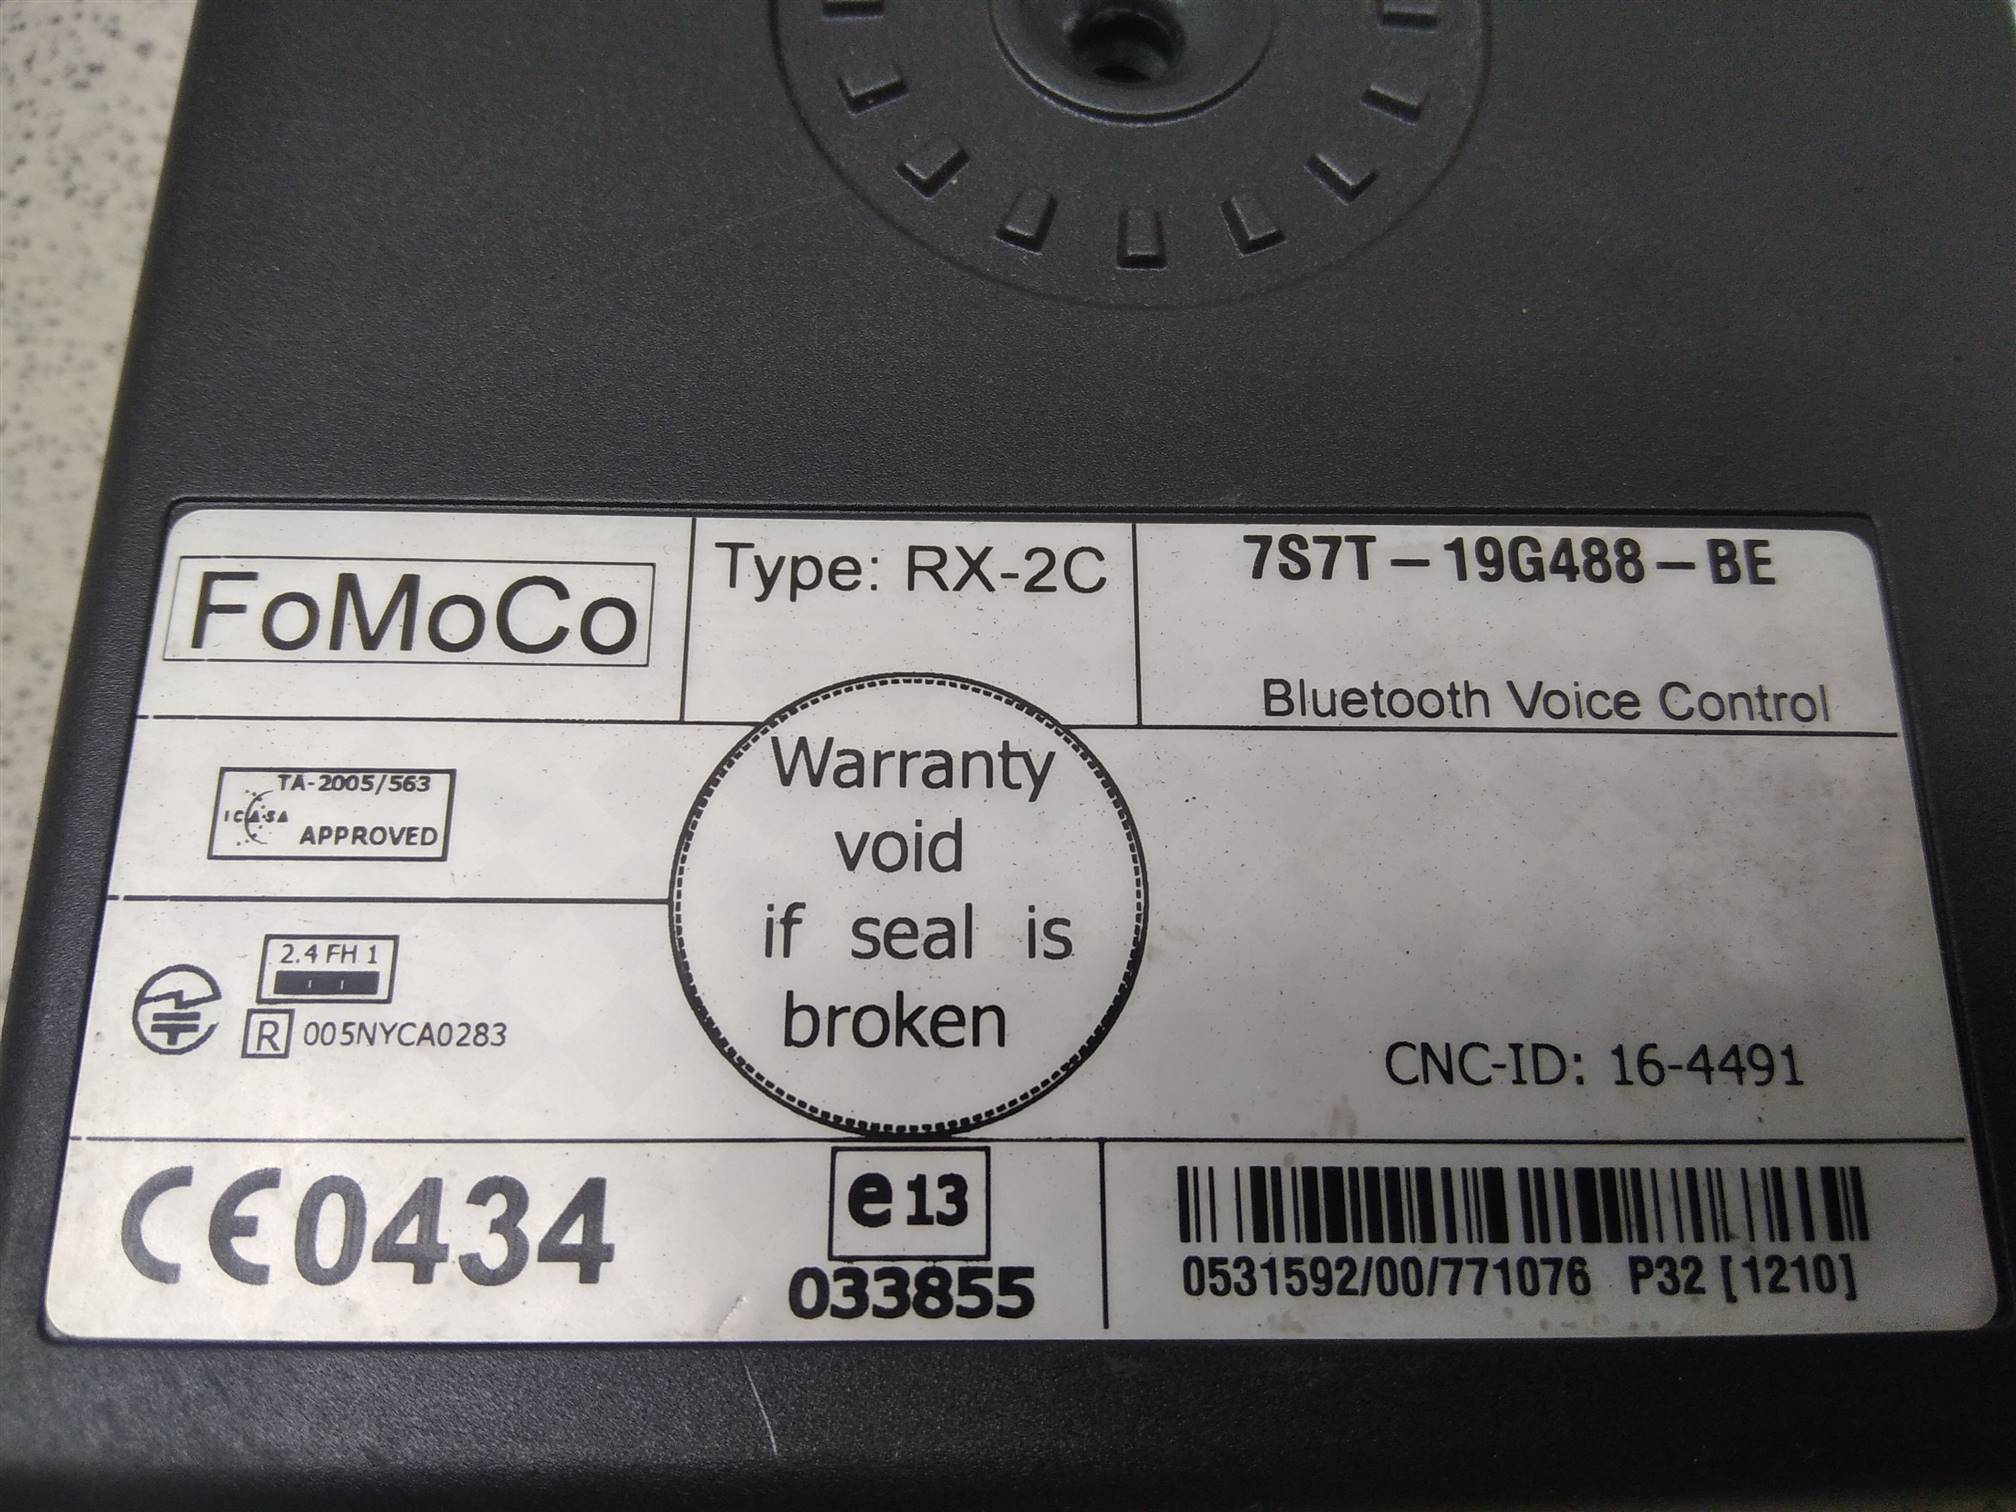 FoMoCo
Type: RX-2C
7S7T-19G488-BE
Bluetooth Voice Control
TA-2005/563
ICASA
APPROVED
Warranty
void
if seal is
broken
2.4 FH 1
R 005NYCA0283
CNC-ID: 16-4491
CE0434
e13
033855
0531592/00/771076 P32 [1210]